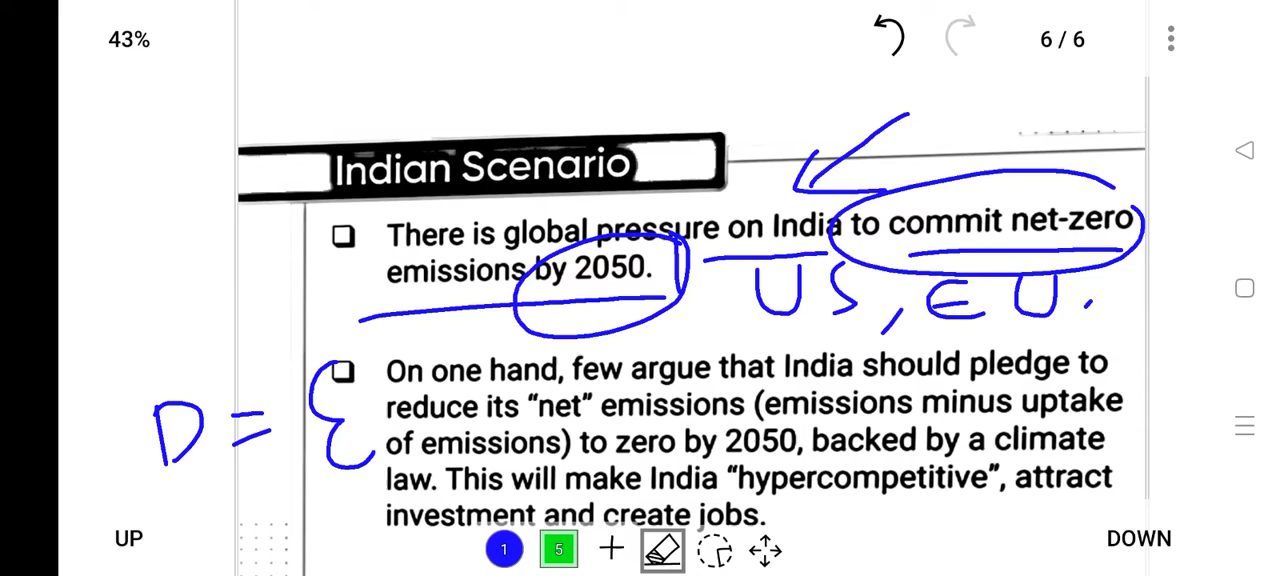 43%
6 / 6
Indian Scenario
There is global pressure on India to commit net-zero
emissions by 2050.
US, EU.
On one hand, few argue that India should pledge to
D = {
reduce its "net" emissions (emissions minus uptake
of emissions) to zero by 2050, backed by a climate
law. This will make India "hypercompetitive", attract
investment and create jobs.
UP
1
5
DOWN